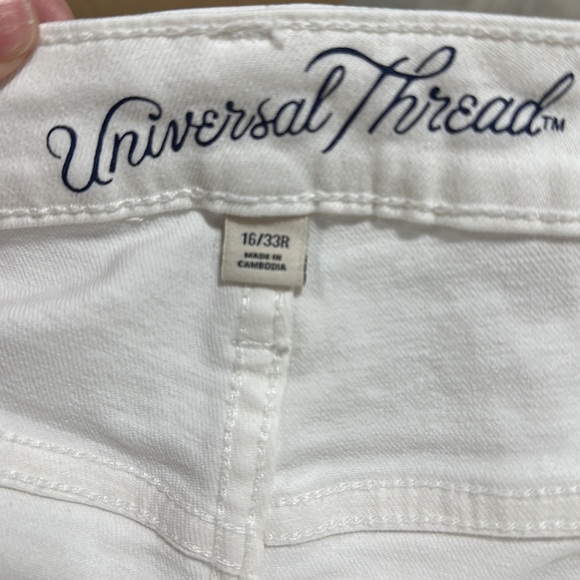 Universal Thread™
16/33R
MADE IN
CAMBODIA